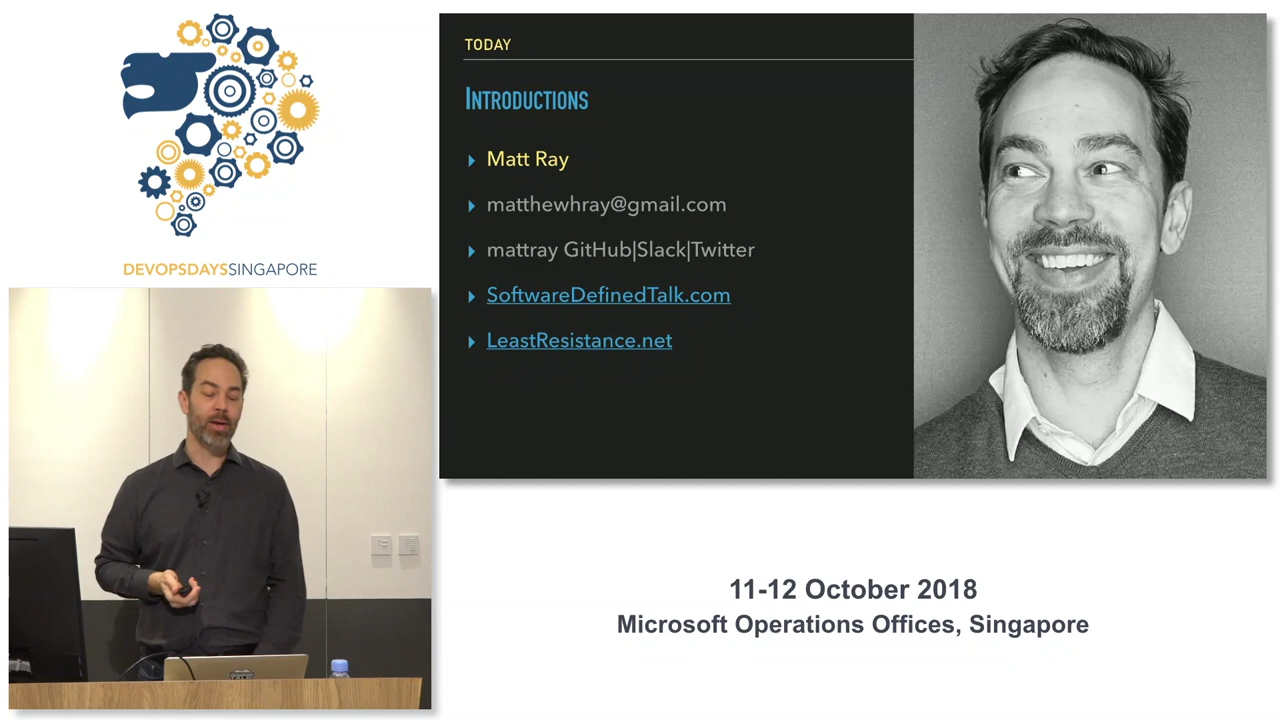 DEVOPSDAYSSINGAPORE
TODAY
INTRODUCTIONS
Matt Ray
matthewhray@gmail.com
mattray GitHub|Slack|Twitter
SoftwareDefinedTalk.com
LeastResistance.net
11-12 October 2018
Microsoft Operations Offices, Singapore